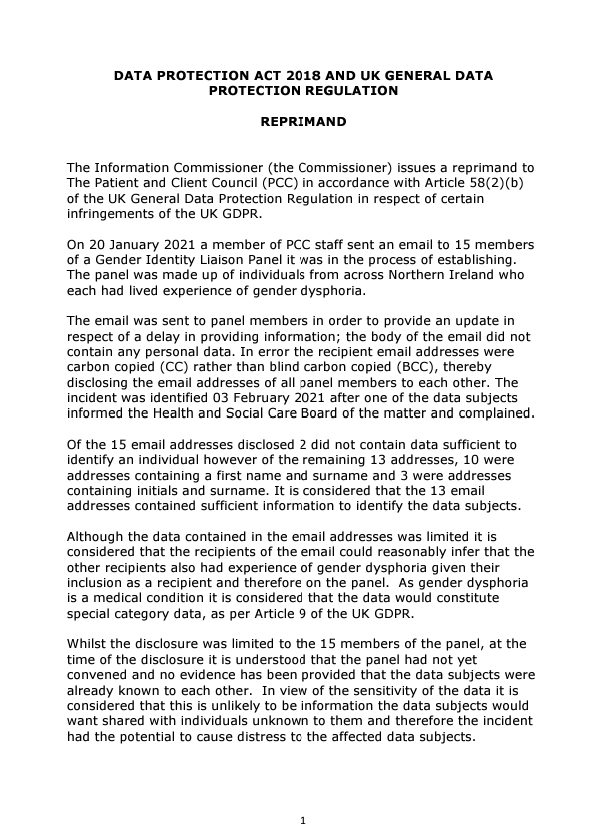 DATA PROTECTION ACT 2018 AND UK GENERAL DATA
PROTECTION REGULATION
REPRIMAND
The Information Commissioner (the Commissioner) issues a reprimand to
The Patient and Client Council (PCC) in accordance with Article 58(2)(b)
of the UK General Data Protection Regulation in respect of certain
infringements of the UK GDPR.
On 20 January 2021 a member of PCC staff sent an email to 15 members
of a Gender Identity Liaison Panel it was in the process of establishing.
The panel was made up of individuals from across Northern Ireland who
each had lived experience of gender dysphoria.
The email was sent to panel members in order to provide an update in
respect of a delay in providing information; the body of the email did not
contain any personal data. In error the recipient email addresses were
carbon copied (CC) rather than blind carbon copied (BCC), thereby
disclosing the email addresses of all panel members to each other. The
incident was identified 03 February 2021 after one of the data subjects
informed the Health and Social Care Board of the matter and complained.
Of the 15 email addresses disclosed 2 did not contain data sufficient to
identify an individual however of the remaining 13 addresses, 10 were
addresses containing a first name and surname and 3 were addresses
containing initials and surname. It is considered that the 13 email
addresses contained sufficient information to identify the data subjects.
Although the data contained in the email addresses was limited it is
considered that the recipients of the email could reasonably infer that the
other recipients also had experience of gender dysphoria given their
inclusion as a recipient and therefore on the panel.  As gender dysphoria
is a medical condition it is considered that the data would constitute
special category data, as per Article 9 of the UK GDPR.
Whilst the disclosure was limited to the 15 members of the panel, at the
time of the disclosure it is understood that the panel had not yet
convened and no evidence has been provided that the data subjects were
already known to each other.  In view of the sensitivity of the data it is
considered that this is unlikely to be information the data subjects would
want shared with individuals unknown to them and therefore the incident
had the potential to cause distress to the affected data subjects.
1